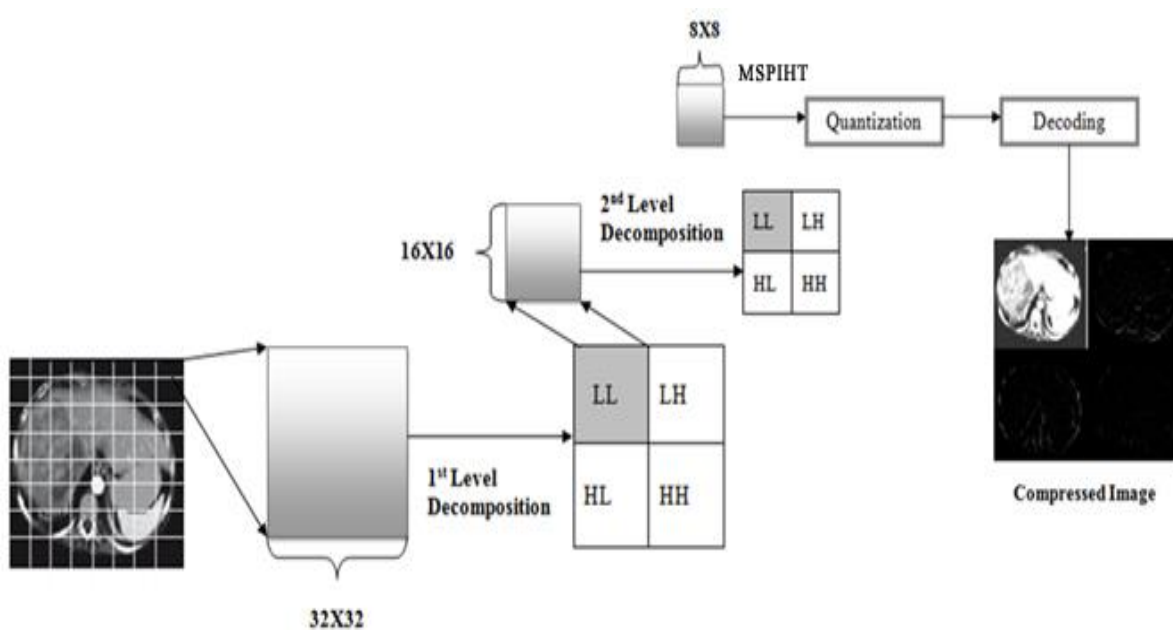 8X8
MSPIHT
Quantization
Decoding
2nd Level
Decomposition
LL LH
HL HH
16X16
LL LH
HL HH
1st Level
Decomposition
32X32
Compressed Image